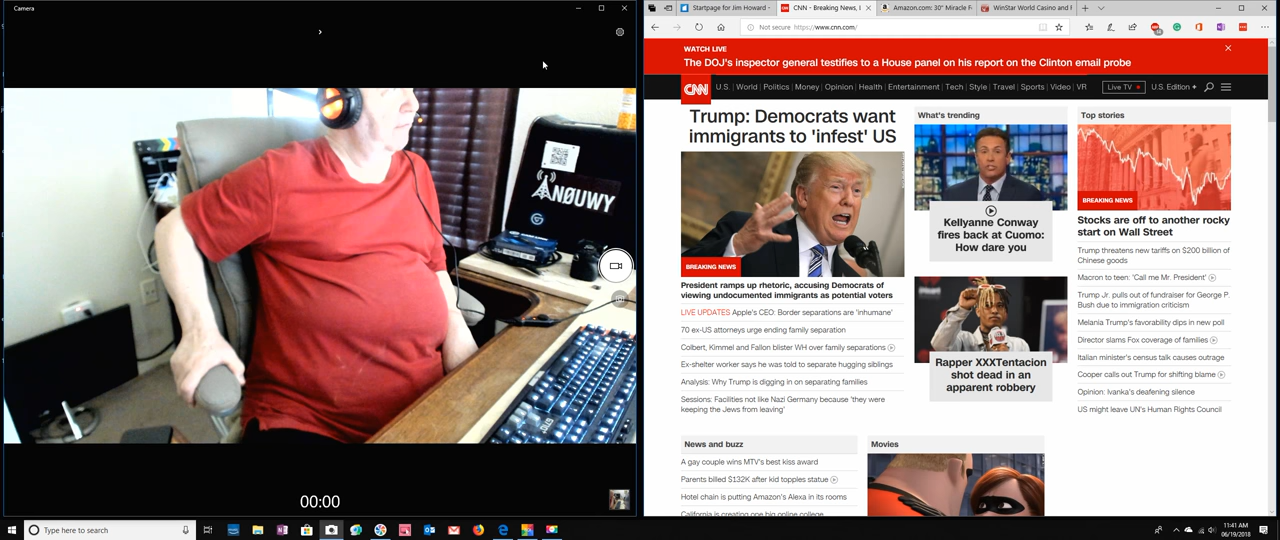 Camera
NØUWY
00:00
Startpage for Jim Howard -
CNN - Breaking News, l
Amazon.com: 30" Miracle F
WinStar World Casino and F
Not secure https://www.cnn.com/
WATCH LIVE
The DOJ's inspector general testifies to a House panel on his report on the Clinton email probe
CNN
U.S. | World | Politics | Money | Opinion | Health | Entertainment | Tech | Style | Travel | Sports | Video | VR
Live TV
U.S. Edition +
Trump: Democrats want
immigrants to 'infest' US
BREAKING NEWS
President ramps up rhetoric, accusing Democrats of
viewing undocumented immigrants as potential voters
LIVE UPDATES Apple's CEO: Border separations are 'inhumane'
70 ex-US attorneys urge ending family separation
Colbert, Kimmel and Fallon blister WH over family separations
Ex-shelter worker says he was told to separate hugging siblings
Analysis: Why Trump is digging in on separating families
Sessions: Facilities not like Nazi Germany because 'they were
keeping the Jews from leaving'
What's trending
Kellyanne Conway
fires back at Cuomo:
How dare you
Rapper XXXTentacion
shot dead in an
apparent robbery
Top stories
BREAKING NEWS
Stocks are off to another rocky
start on Wall Street
Trump threatens new tariffs on $200 billion of
Chinese goods
Macron to teen: 'Call me Mr. President'
Trump Jr. pulls out of fundraiser for George P.
Bush due to immigration criticism
Melania Trump's favorability dips in new poll
Director slams Fox coverage of families
Italian minister's census talk causes outrage
Cooper calls out Trump for shifting blame
Opinion: Ivanka's deafening silence
US might leave UN's Human Rights Council
News and buzz
A gay couple wins MTV's best kiss award
Parents billed $132K after kid topples statue
Hotel chain is putting Amazon's Alexa in its rooms
California is creating one big online college
Movies
Type here to search
11:41 AM
06/19/2018